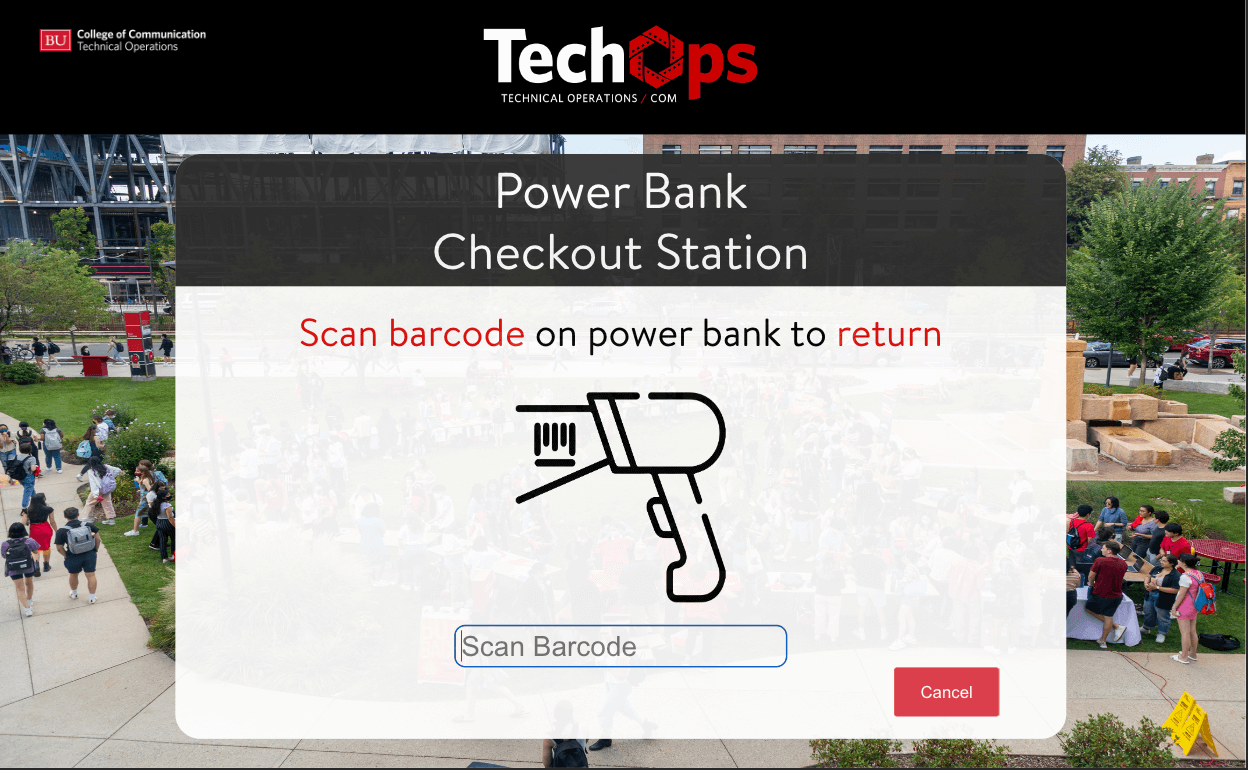 BU
College of Communication
Technical Operations
TechOps
TECHNICAL OPERATIONS / COM
Power Bank
Checkout Station
Scan barcode on power bank to return
Scan Barcode
Cancel